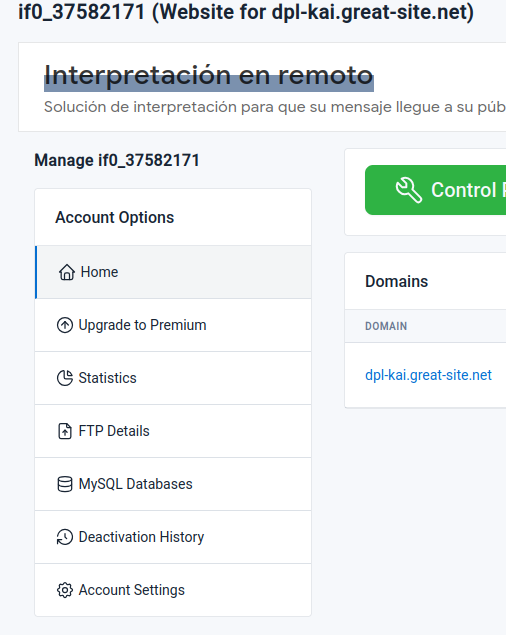 if0_37582171 (Website for dpl-kai.great-site.net)
Interpretación en remoto
Solución de interpretación para que su mensaje llegue a su púb
Manage if0_37582171
Control
Account Options
Home
Domains
Upgrade to Premium
DOMAIN
Statistics
dpl-kai.great-site.net
FTP Details
MySQL Databases
Deactivation History
Account Settings